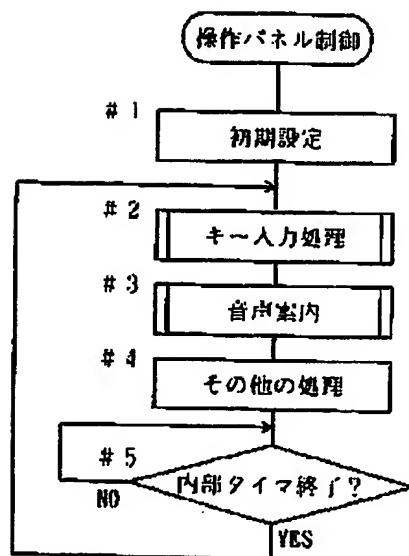 操作パネル制御
#1
初期設定
#2
キー入力処理
#3
音声案内
#4
その他の処理
#5
内部タイマ終了?
NO
YES